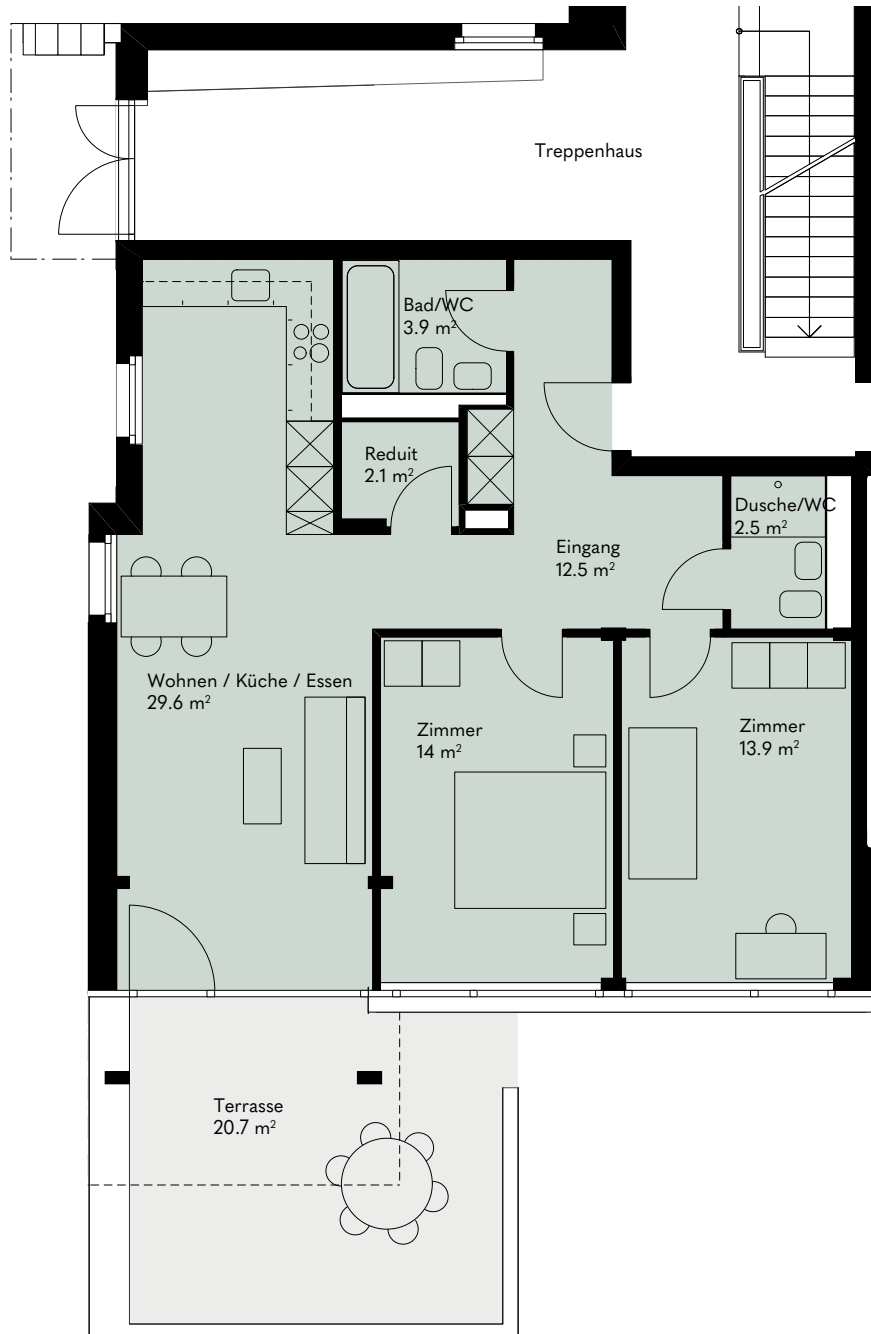 Treppenhaus
Bad/WC
3.9 m²
Reduit
2.1 m²
Dusche/WC
2.5 m²
Eingang
12.5 m²
Wohnen / Küche / Essen
29.6 m²
Zimmer
14 m²
Zimmer
13.9 m²
Terrasse
20.7 m²